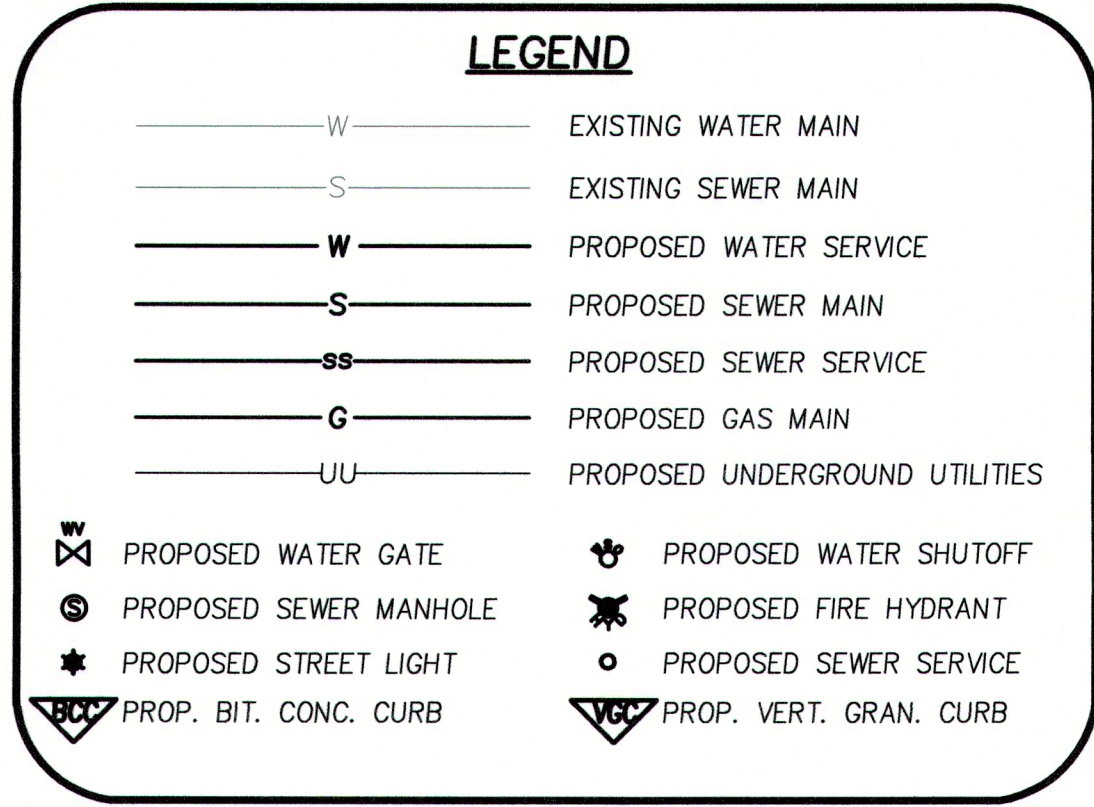 LEGEND
W EXISTING WATER MAIN
S EXISTING SEWER MAIN
W PROPOSED WATER SERVICE
S PROPOSED SEWER MAIN
SS PROPOSED SEWER SERVICE
G PROPOSED GAS MAIN
UU PROPOSED UNDERGROUND UTILITIES
WV
PROPOSED WATER GATE
PROPOSED WATER SHUTOFF
S PROPOSED SEWER MANHOLE
PROPOSED FIRE HYDRANT
PROPOSED STREET LIGHT
PROPOSED SEWER SERVICE
BCC PROP. BIT. CONC. CURB
VGC PROP. VERT. GRAN. CURB